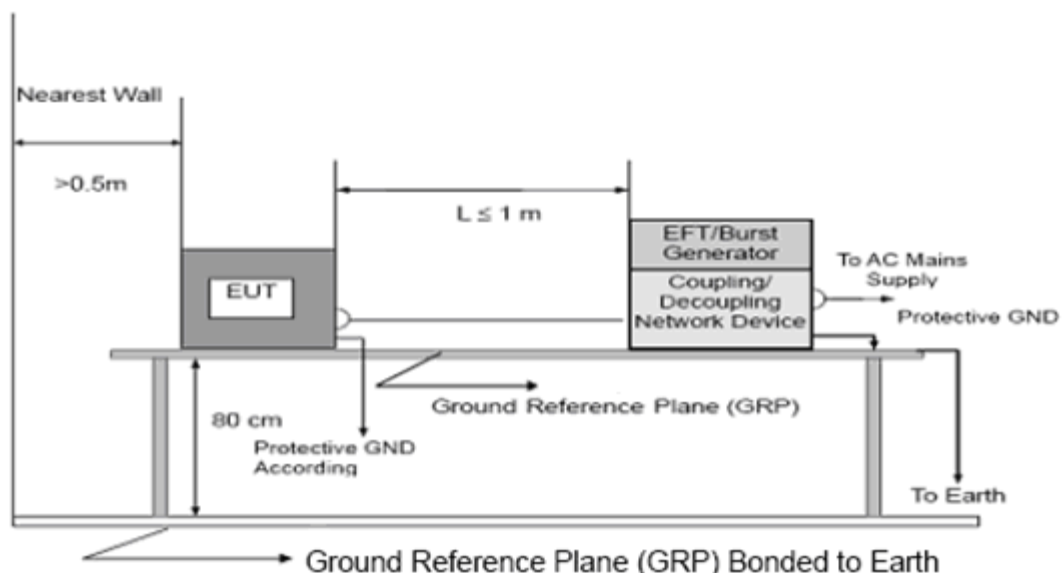 Nearest Wall
>0.5m
L ≤ 1 m
EUT
EFT/Burst
Generator
Coupling/
Decoupling
Network Device
To AC Mains
Supply
Protective GND
Ground Reference Plane (GRP)
80 cm
Protective GND
According
To Earth
Ground Reference Plane (GRP) Bonded to Earth